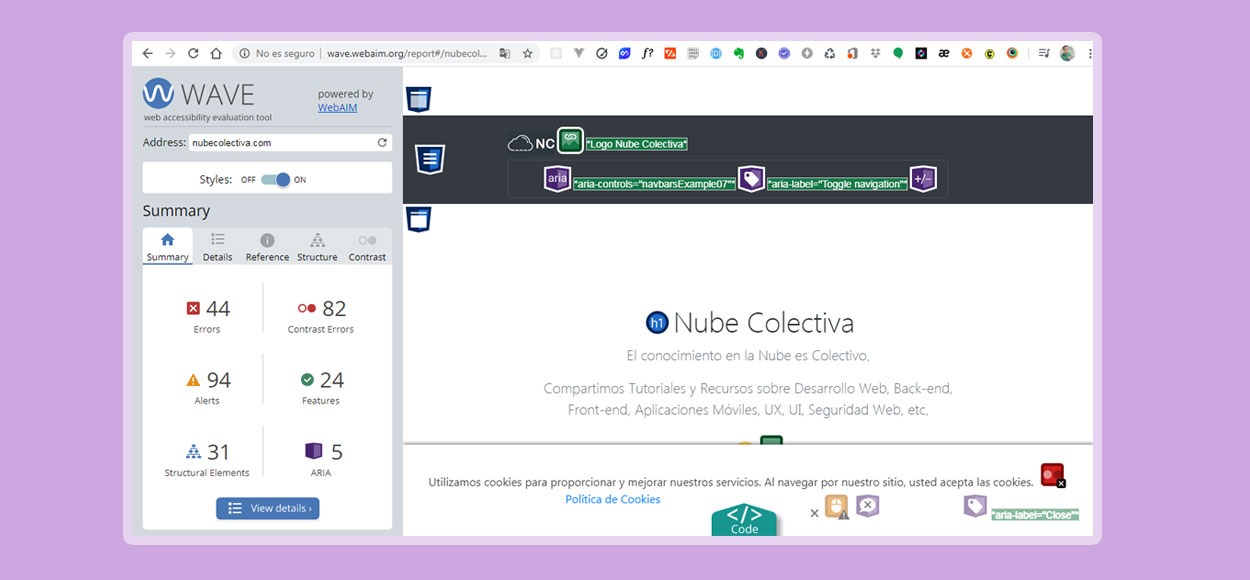 No es seguro | wave.webaim.org/report#/nubecol...
f?
æ
WAVE
powered by
WebAIM
web accessibility evaluation tool
Address: nubecolectiva.com
Styles: OFF ON
Summary
Summary Details Reference Structure Contrast
44 82
Errors Contrast Errors
94 24
Alerts Features
31 5
Structural Elements ARIA
View details ›
NC *"Logo Nube Colectiva"
aria *"aria-controls="navbarsExample07"" *"aria-label="Toggle navigation"" +/-
h1 Nube Colectiva
El conocimiento en la Nube es Colectivo.
Compartimos Tutoriales y Recursos sobre Desarrollo Web, Back-end,
Front-end, Aplicaciones Móviles, UX, UI, Seguridad Web, etc.
Utilizamos cookies para proporcionar y mejorar nuestros servicios. Al navegar por nuestro sitio, usted acepta las cookies.
Política de Cookies
×
*"aria-label="Close""
</>
Code